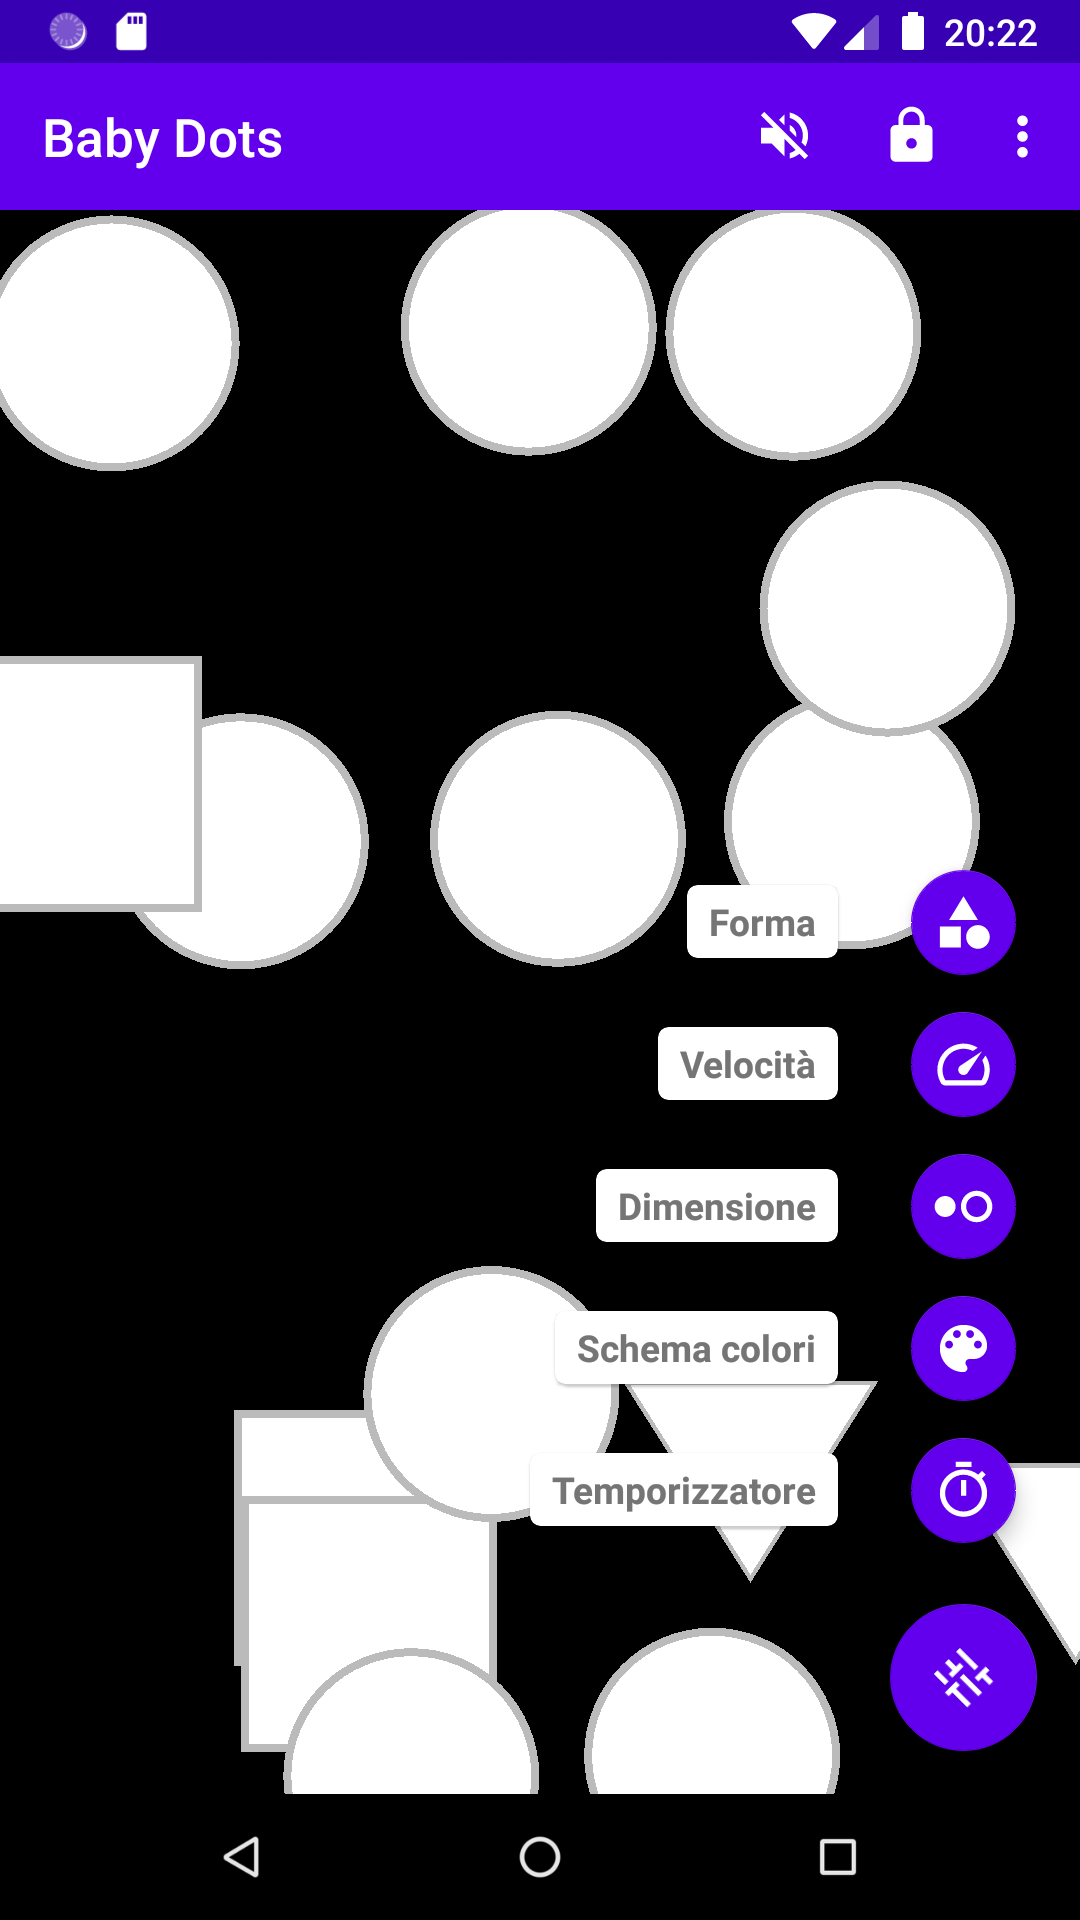 20:22
Baby Dots
Forma
Velocità
Dimensione
Schema colori
Temporizzatore